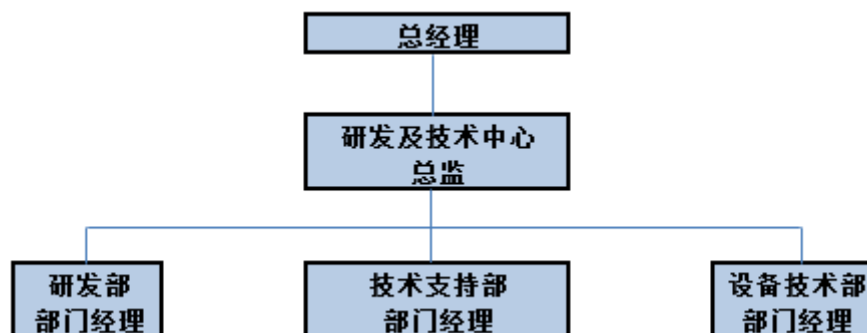 总经理
研发及技术中心
总监
研发部
部门经理
技术支持部
部门经理
设备技术部
部门经理